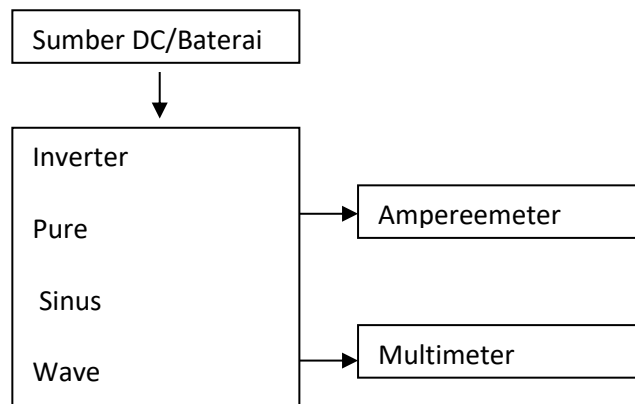 Sumber DC/Baterai
Inverter
Pure
Sinus
Wave
Ampereemeter
Multimeter